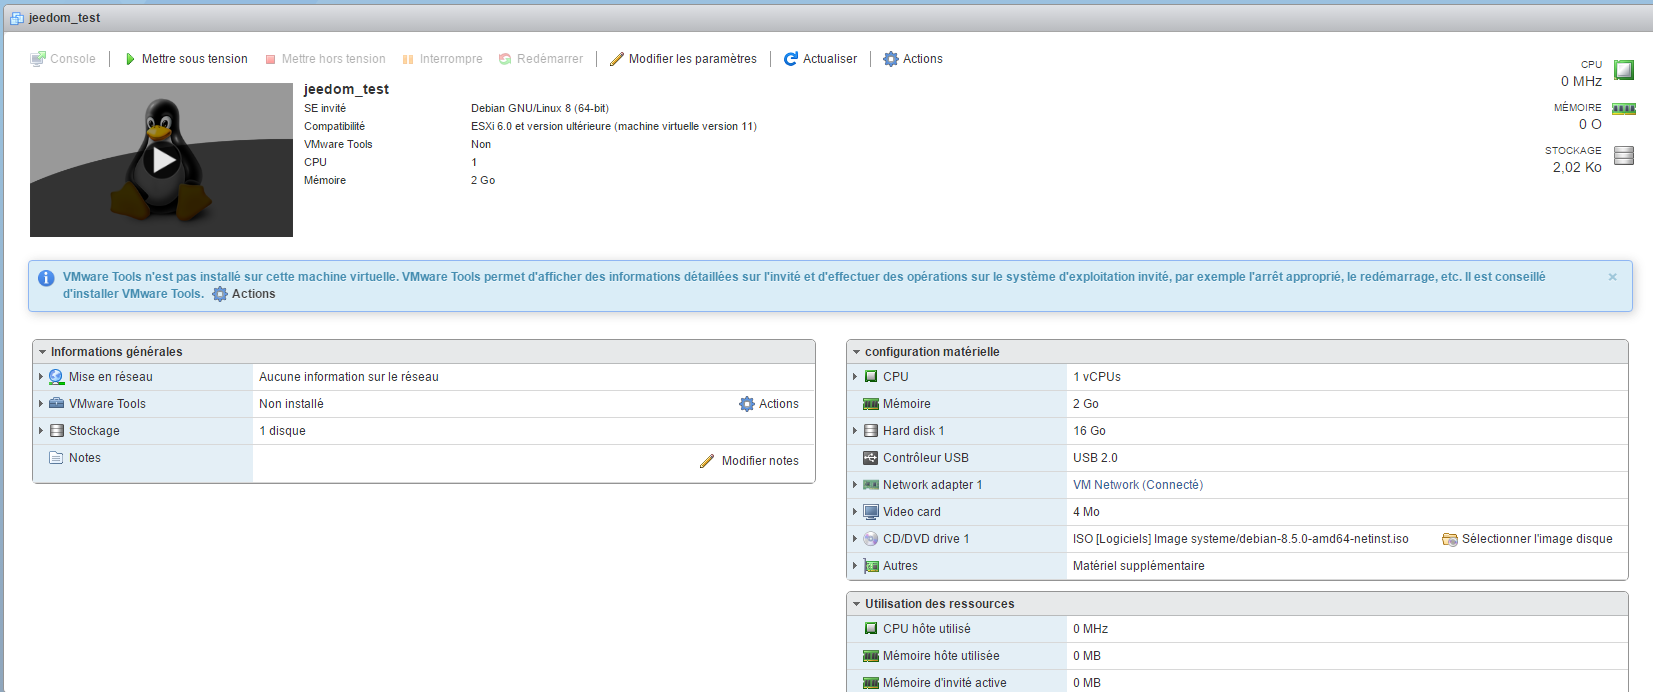 jeedom_test
Console Mettre sous tension Mettre hors tension Interrompre Redémarrer Modifier les paramètres Actualiser Actions
jeedom_test
SE invité Debian GNU/Linux 8 (64-bit)
Compatibilité ESXi 6.0 et version ultérieure (machine virtuelle version 11)
VMware Tools Non
CPU 1
Mémoire 2 Go
CPU
0 MHz
MÉMOIRE
0 O
STOCKAGE
2,02 Ko
VMware Tools n'est pas installé sur cette machine virtuelle. VMware Tools permet d'afficher des informations détaillées sur l'invité et d'effectuer des opérations sur le système d'exploitation invité, par exemple l'arrêt approprié, le redémarrage, etc. Il est conseillé
d'installer VMware Tools. Actions
Informations générales
Mise en réseau Aucune information sur le réseau
VMware Tools Non installé Actions
Stockage 1 disque
Notes Modifier notes
configuration matérielle
CPU 1 vCPUs
Mémoire 2 Go
Hard disk 1 16 Go
Contrôleur USB USB 2.0
Network adapter 1 VM Network (Connecté)
Video card 4 Mo
CD/DVD drive 1 ISO [Logiciels] Image systeme/debian-8.5.0-amd64-netinst.iso Sélectionner l'image disque
Autres Matériel supplémentaire
Utilisation des ressources
CPU hôte utilisé 0 MHz
Mémoire hôte utilisée 0 MB
Mémoire d'invité active 0 MB